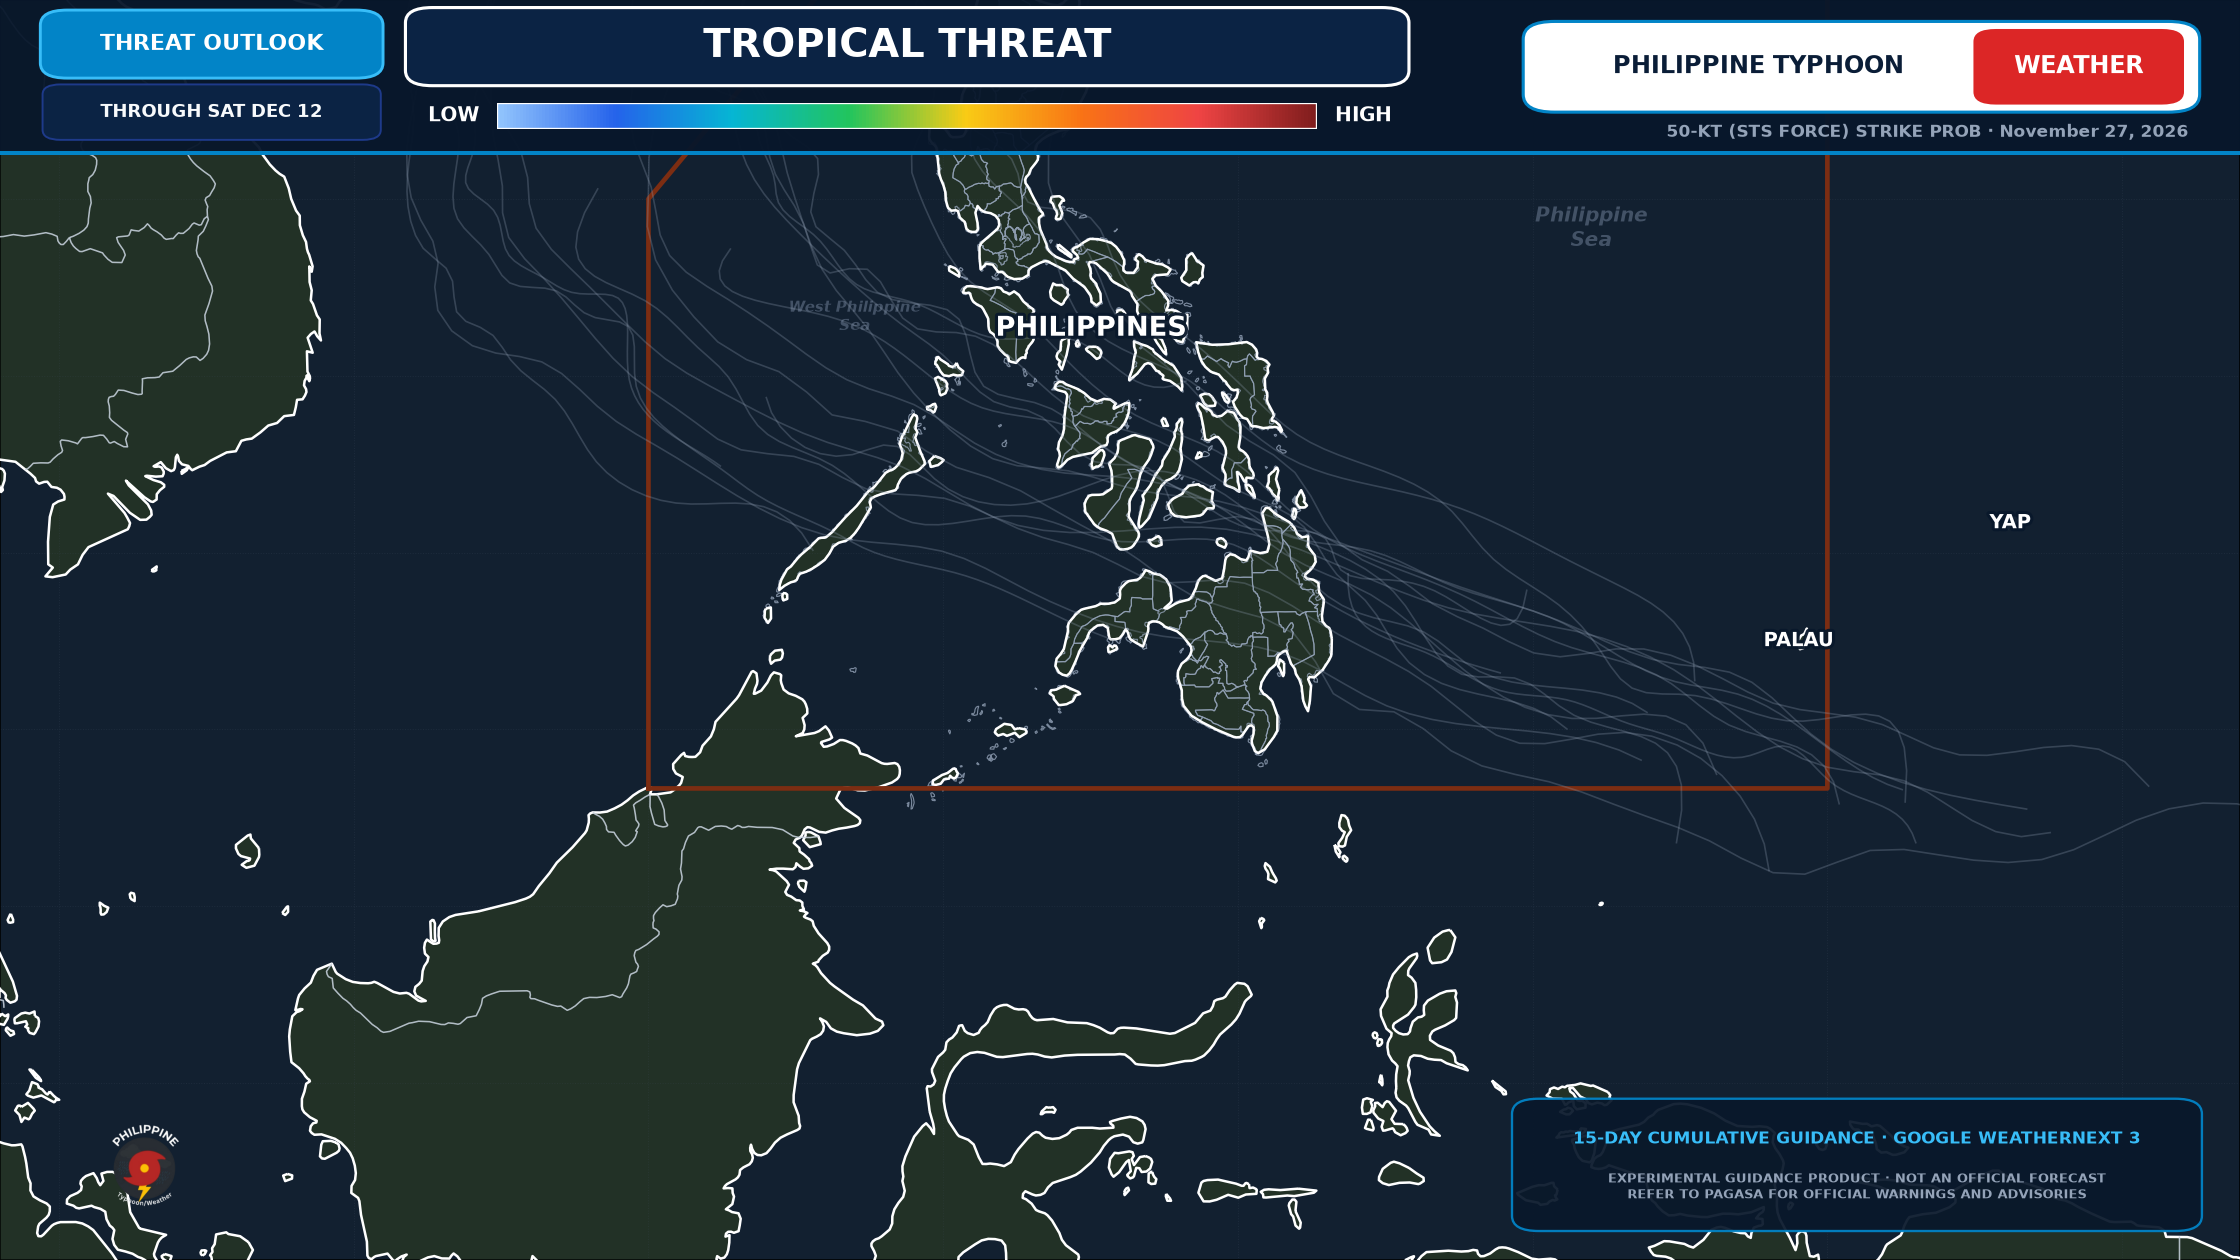 THREAT OUTLOOK
THROUGH SAT DEC 12
TROPICAL THREAT
LOW
HIGH
PHILIPPINE TYPHOON
WEATHER
50-KT (STS FORCE) STRIKE PROB · November 27, 2026
Philippine
Sea
West Philippine
Sea
PHILIPPINES
YAP
PALAU
PHILIPPINE
Typhoon/Weather
15-DAY CUMULATIVE GUIDANCE · GOOGLE WEATHERNEXT 3
EXPERIMENTAL GUIDANCE PRODUCT · NOT AN OFFICIAL FORECAST
REFER TO PAGASA FOR OFFICIAL WARNINGS AND ADVISORIES